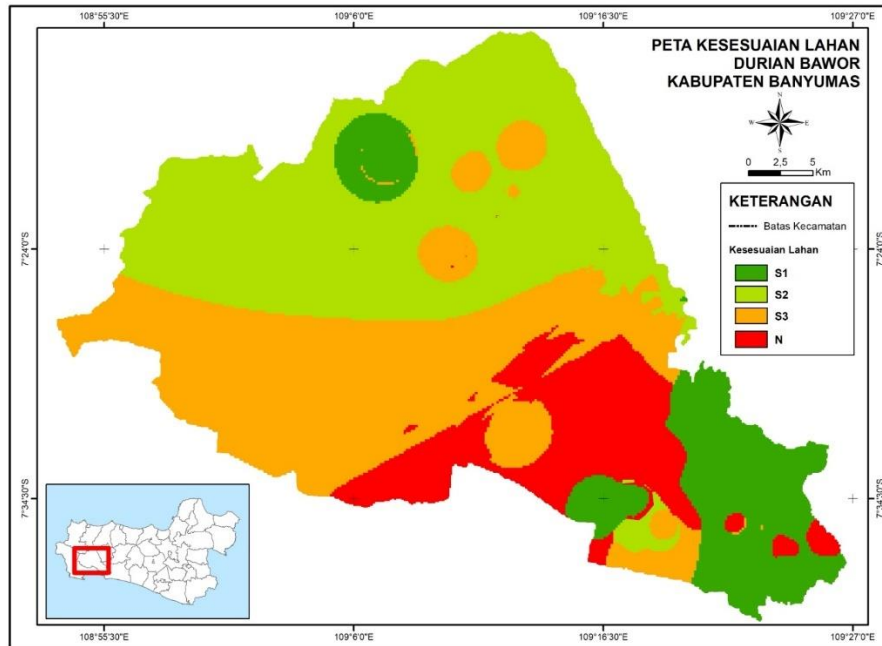 108°55'30"E 109°6'0"E 109°16'30"E 109°27'0"E
PETA KESESUAIAN LAHAN
DURIAN BAWOR
KABUPATEN BANYUMAS
N
W E
S
0 2,5 5
Km
KETERANGAN
Batas Kecamatan
Kesesuaian Lahan
S1
S2
S3
N
7°24'0"S 7°24'0"S
7°34'30"S 7°34'30"S
108°55'30"E 109°6'0"E 109°16'30"E 109°27'0"E